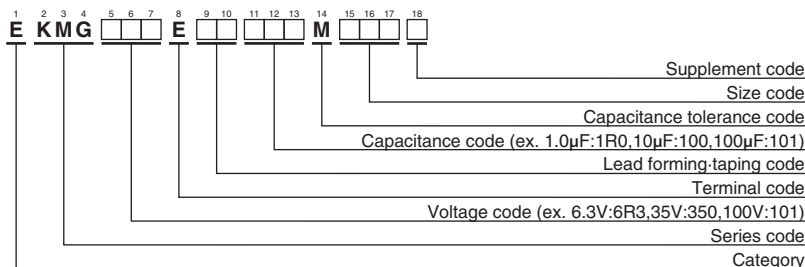 1 2 3 4 5 6 7 8 9 10 11 12 13 14 15 16 17 18
E KMG E M
Supplement code
Size code
Capacitance tolerance code
Capacitance code (ex. 1.0μF:1R0,10μF:100,100μF:101)
Lead forming·taping code
Terminal code
Voltage code (ex. 6.3V:6R3,35V:350,100V:101)
Series code
Category